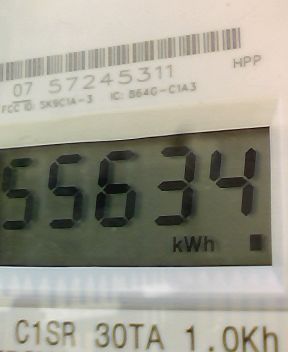 07 57245311 HPP
FCC ID: SK9C1A-3 IC: 864G-C1A3
55634
kWh
C1SR 30TA 1.0Kh